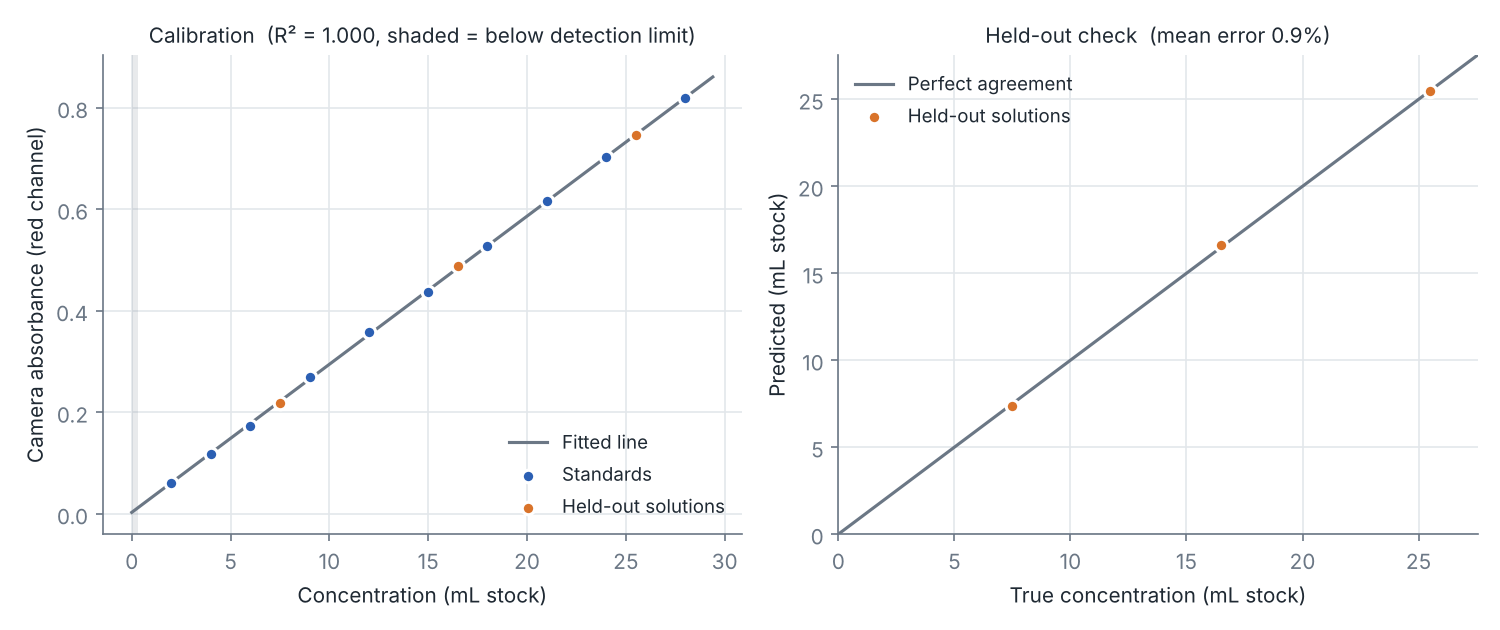 Calibration  (R² = 1.000, shaded = below detection limit)
Camera absorbance (red channel)
0.8
0.6
0.4
0.2
0.0
Fitted line
Standards
Held-out solutions
0 5 10 15 20 25 30
Concentration (mL stock)
Held-out check  (mean error 0.9%)
Predicted (mL stock)
Perfect agreement
Held-out solutions
25
20
15
10
5
0
0 5 10 15 20 25
True concentration (mL stock)